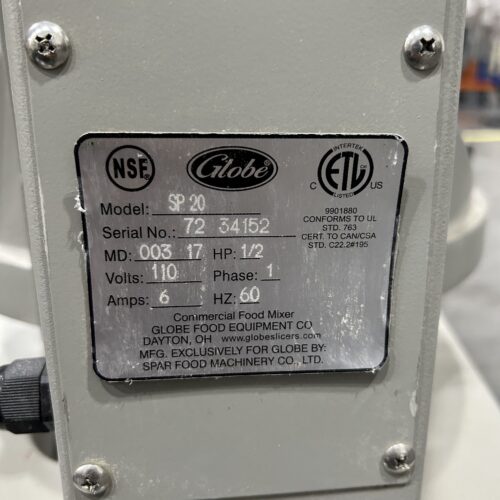 NSF® Globe® INTERTEK
C ETL US
LISTED
Model: SP 20
9901880
Serial No.: 72 34152
CONFORMS TO UL
STD. 763
MD: 003 17 HP: 1/2
CERT. TO CAN/CSA
STD. C22.2#195
Volts: 110 Phase: 1
Amps: 6 HZ: 60
Commercial Food Mixer
GLOBE FOOD EQUIPMENT CO
DAYTON, OH www.globeslicers.com
MFG. EXCLUSIVELY FOR GLOBE BY:
SPAR FOOD MACHINERY CO., LTD.